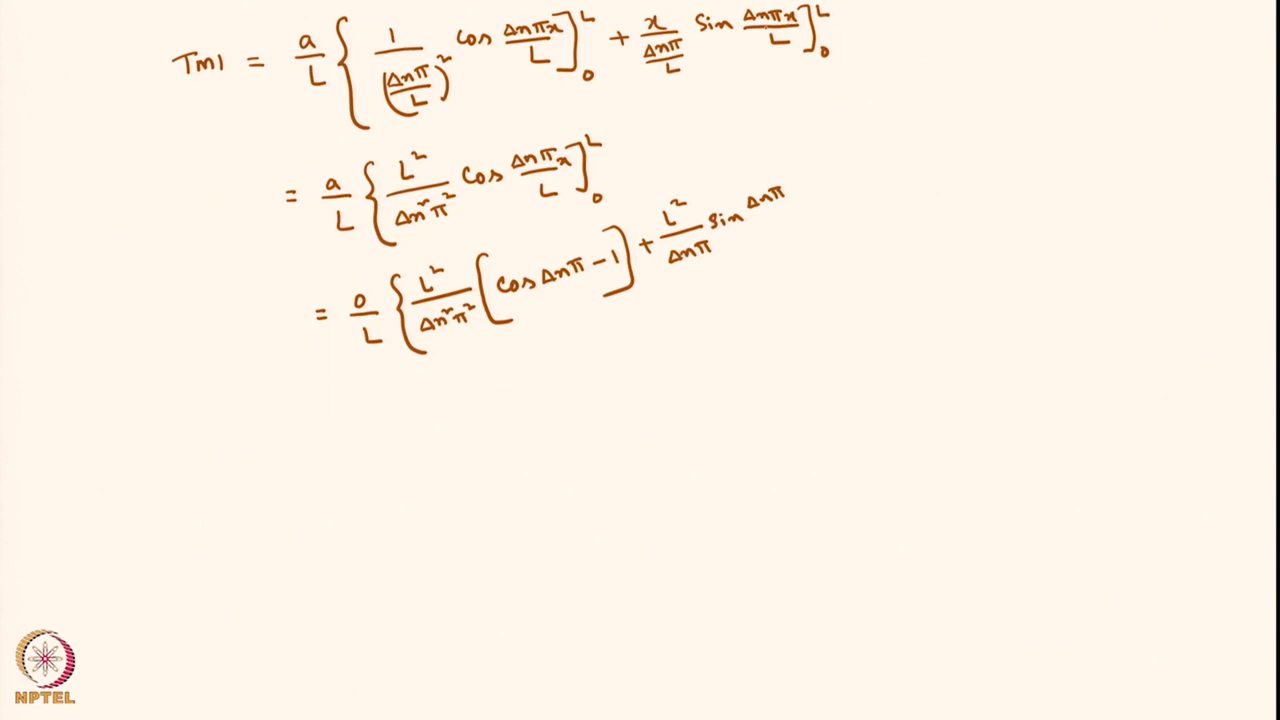 Tm1 = a/L { 1/(Δnπ/L)² cos Δnπx/L ]₀ᴸ + x/(Δnπ/L) sin Δnπx/L ]₀ᴸ
= a/L { L²/Δn²π² cos Δnπx/L ]₀ᴸ
= 0/L { L²/Δn²π² [cos Δnπ - 1] + L²/Δnπ sin Δnπ
NPTEL